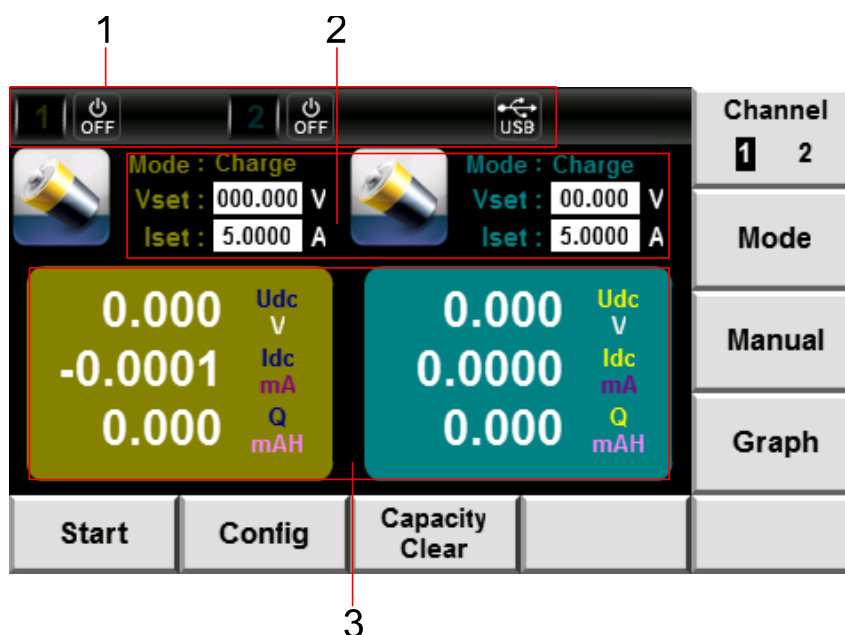 1 2
1 OFF 2 OFF USB
Channel
1 2
Mode : Charge Mode : Charge
Vset : 000.000 V Vset : 00.000 V
Iset : 5.0000 A Iset : 5.0000 A
Mode
0.000 Udc V 0.000 Udc V
-0.0001 Idc mA 0.0000 Idc mA
0.000 Q mAH 0.000 Q mAH
Manual
Graph
Start Config Capacity Clear
3